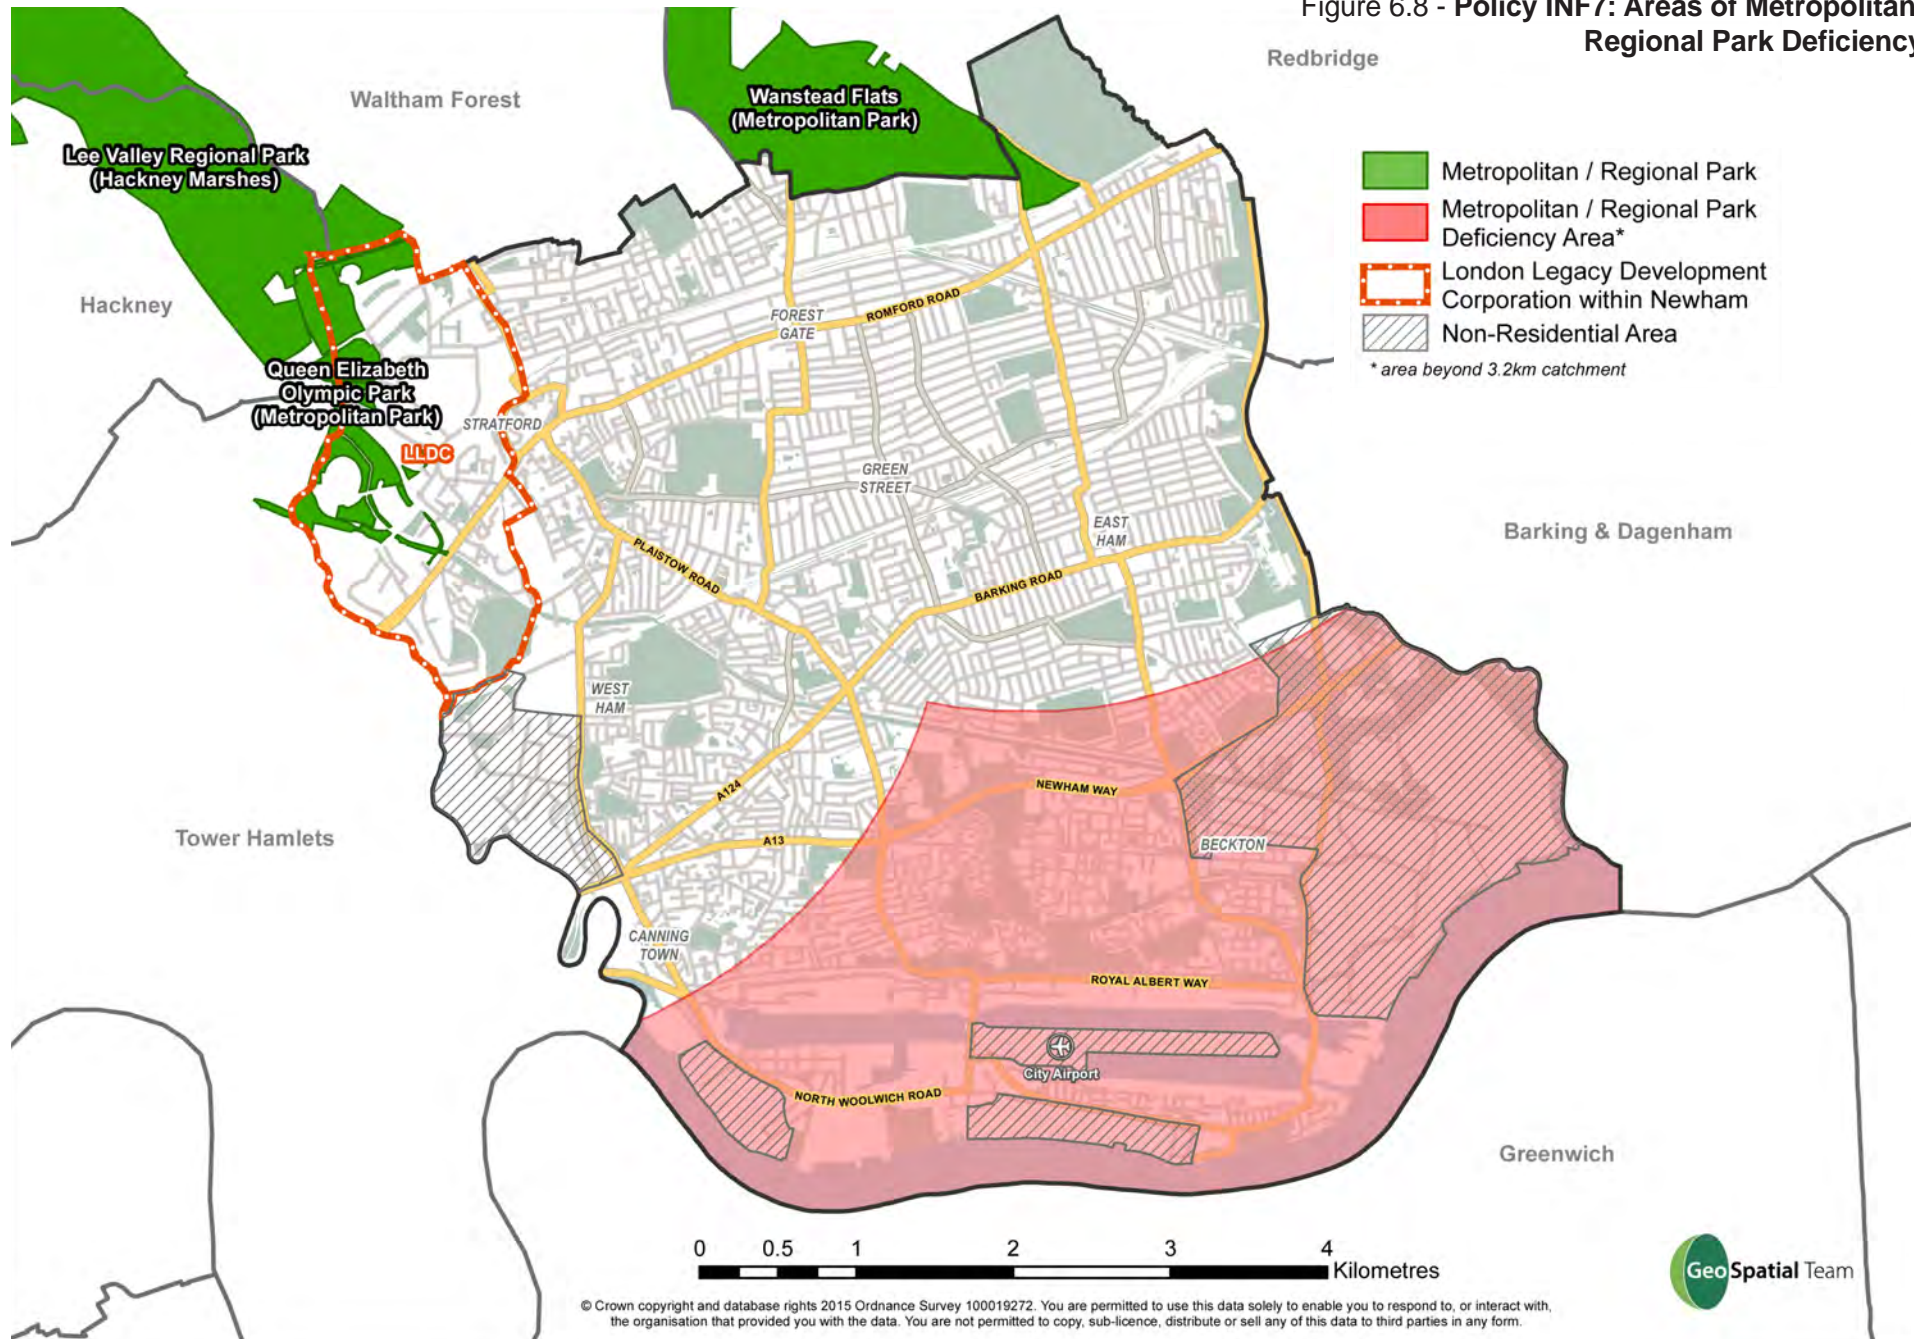 Figure 6.8 - Policy INF7: Areas of Metropolitan
Regional Park Deficiency
Redbridge
Waltham Forest
Wanstead Flats
(Metropolitan Park)
Lee Valley Regional Park
(Hackney Marshes)
Metropolitan / Regional Park
Metropolitan / Regional Park
Deficiency Area*
London Legacy Development
Corporation within Newham
Non-Residential Area
* area beyond 3.2km catchment
Hackney
FOREST
GATE
ROMFORD ROAD
Queen Elizabeth
Olympic Park
(Metropolitan Park)
STRATFORD
LLDC
GREEN
STREET
EAST
HAM
Barking & Dagenham
PLAISTOW ROAD
BARKING ROAD
WEST
HAM
NEWHAM WAY
A124
A13
BECKTON
Tower Hamlets
CANNING
TOWN
ROYAL ALBERT WAY
City Airport
NORTH WOOLWICH ROAD
Greenwich
0 0.5 1 2 3 4
Kilometres
GeoSpatial Team
© Crown copyright and database rights 2015 Ordnance Survey 100019272. You are permitted to use this data solely to enable you to respond to, or interact with,
the organisation that provided you with the data. You are not permitted to copy, sub-licence, distribute or sell any of this data to third parties in any form.